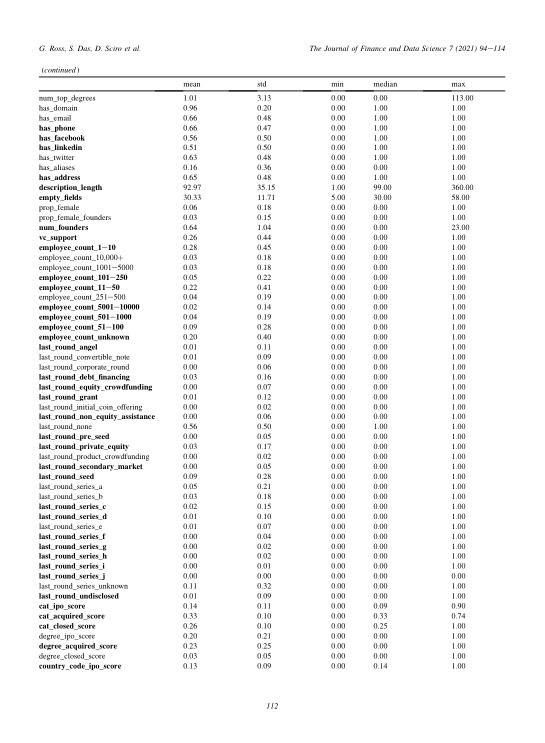 G. Ross, S. Das, D. Sciro et al. The Journal of Finance and Data Science 7 (2021) 94–114
(continued)
mean std min median max
num_top_degrees 1.01 3.13 0.00 0.00 113.00
has_domain 0.96 0.20 0.00 1.00 1.00
has_email 0.66 0.48 0.00 1.00 1.00
has_phone 0.66 0.47 0.00 1.00 1.00
has_facebook 0.56 0.50 0.00 1.00 1.00
has_linkedin 0.51 0.50 0.00 1.00 1.00
has_twitter 0.63 0.48 0.00 1.00 1.00
has_aliases 0.16 0.36 0.00 0.00 1.00
has_address 0.65 0.48 0.00 1.00 1.00
description_length 92.97 35.15 1.00 99.00 360.00
empty_fields 30.33 11.71 5.00 30.00 58.00
prop_female 0.06 0.18 0.00 0.00 1.00
prop_female_founders 0.03 0.15 0.00 0.00 1.00
num_founders 0.64 1.04 0.00 0.00 23.00
vc_support 0.26 0.44 0.00 0.00 1.00
employee_count_1–10 0.28 0.45 0.00 0.00 1.00
employee_count_10,000+ 0.03 0.18 0.00 0.00 1.00
employee_count_1001–5000 0.03 0.18 0.00 0.00 1.00
employee_count_101–250 0.05 0.22 0.00 0.00 1.00
employee_count_11–50 0.22 0.41 0.00 0.00 1.00
employee_count_251–500 0.04 0.19 0.00 0.00 1.00
employee_count_5001–10000 0.02 0.14 0.00 0.00 1.00
employee_count_501–1000 0.04 0.19 0.00 0.00 1.00
employee_count_51–100 0.09 0.28 0.00 0.00 1.00
employee_count_unknown 0.20 0.40 0.00 0.00 1.00
last_round_angel 0.01 0.11 0.00 0.00 1.00
last_round_convertible_note 0.01 0.09 0.00 0.00 1.00
last_round_corporate_round 0.00 0.06 0.00 0.00 1.00
last_round_debt_financing 0.03 0.16 0.00 0.00 1.00
last_round_equity_crowdfunding 0.00 0.07 0.00 0.00 1.00
last_round_grant 0.01 0.12 0.00 0.00 1.00
last_round_initial_coin_offering 0.00 0.02 0.00 0.00 1.00
last_round_non_equity_assistance 0.00 0.06 0.00 0.00 1.00
last_round_none 0.56 0.50 0.00 1.00 1.00
last_round_pre_seed 0.00 0.05 0.00 0.00 1.00
last_round_private_equity 0.03 0.17 0.00 0.00 1.00
last_round_product_crowdfunding 0.00 0.02 0.00 0.00 1.00
last_round_secondary_market 0.00 0.05 0.00 0.00 1.00
last_round_seed 0.09 0.28 0.00 0.00 1.00
last_round_series_a 0.05 0.21 0.00 0.00 1.00
last_round_series_b 0.03 0.18 0.00 0.00 1.00
last_round_series_c 0.02 0.15 0.00 0.00 1.00
last_round_series_d 0.01 0.10 0.00 0.00 1.00
last_round_series_e 0.01 0.07 0.00 0.00 1.00
last_round_series_f 0.00 0.04 0.00 0.00 1.00
last_round_series_g 0.00 0.02 0.00 0.00 1.00
last_round_series_h 0.00 0.02 0.00 0.00 1.00
last_round_series_i 0.00 0.01 0.00 0.00 1.00
last_round_series_j 0.00 0.00 0.00 0.00 0.00
last_round_series_unknown 0.11 0.32 0.00 0.00 1.00
last_round_undisclosed 0.01 0.09 0.00 0.00 1.00
cat_ipo_score 0.14 0.11 0.00 0.09 0.90
cat_acquired_score 0.33 0.10 0.00 0.33 0.74
cat_closed_score 0.26 0.10 0.00 0.25 1.00
degree_ipo_score 0.20 0.21 0.00 0.00 1.00
degree_acquired_score 0.23 0.25 0.00 0.00 1.00
degree_closed_score 0.03 0.05 0.00 0.00 1.00
country_code_ipo_score 0.13 0.09 0.00 0.14 1.00
112